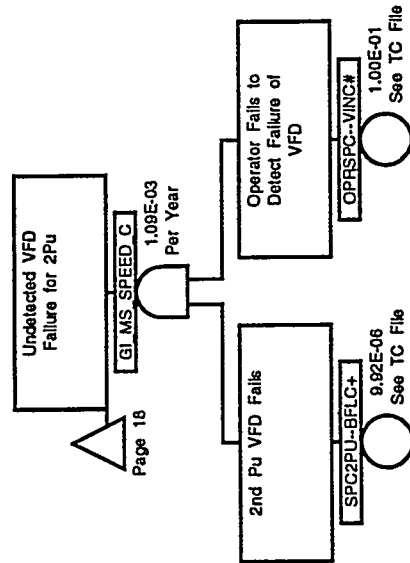 Undetected VFD
Failure for 2Pu
GI MS SPEED C
1.09E-03
Per Year
Page 18
2nd Pu VFD Fails
SPC2PU--BFLC+
9.92E-06
See TC File
Operator Fails to
Detect Failure of
VFD
OPRSPC--VINC#
1.00E-01
See TC File